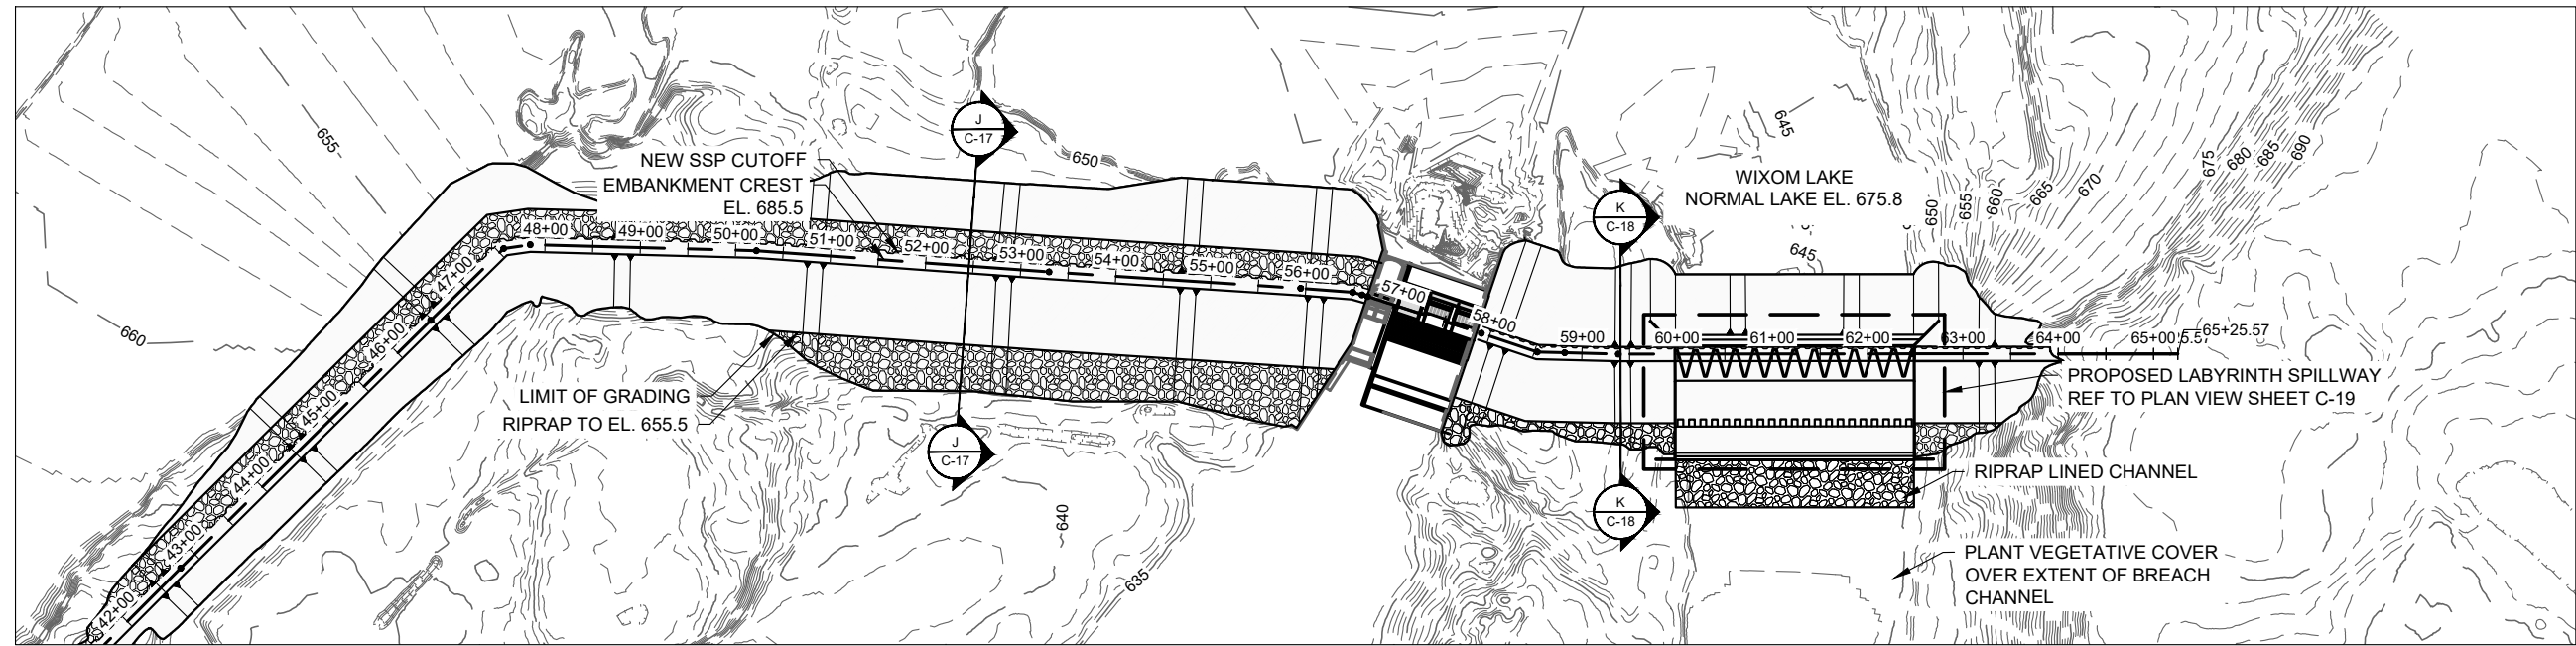 655
660
NEW SSP CUTOFF
EMBANKMENT CREST
EL. 685.5
J
C-17
650
WIXOM LAKE
NORMAL LAKE EL. 675.8
K
C-18
645
645
650
655
660
665
670
675
680
685
690
42+00
43+00
44+00
45+00
46+00
47+00
48+00
49+00
50+00
51+00
52+00
53+00
54+00
55+00
56+00
57+00
58+00
59+00
60+00
61+00
62+00
63+00
64+00
65+00
65+25.57
LIMIT OF GRADING
RIPRAP TO EL. 655.5
J
C-17
640
635
K
C-18
PROPOSED LABYRINTH SPILLWAY
REF TO PLAN VIEW SHEET C-19
RIPRAP LINED CHANNEL
PLANT VEGETATIVE COVER
OVER EXTENT OF BREACH
CHANNEL